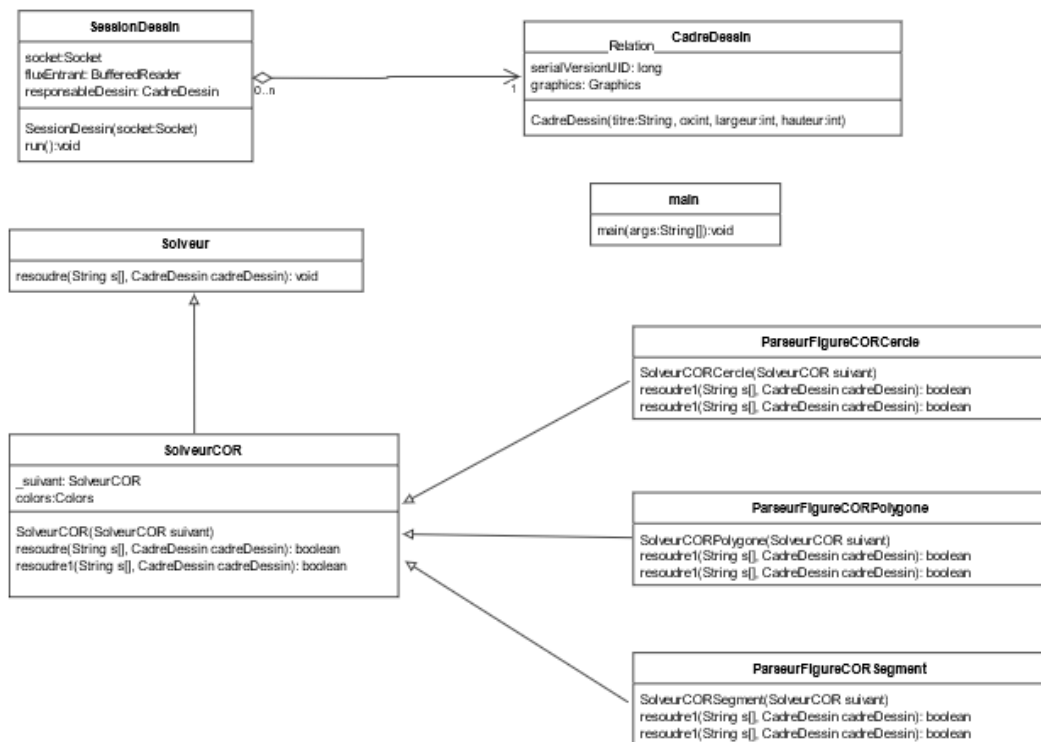 SessionDessin
socket:Socket
fluxEntrant: BufferedReader
responsableDessin: CadreDessin
SessionDessin(socket:Socket)
run():void
0..n
_Relation_
1
CadreDessin
serialVersionUID: long
graphics: Graphics
CadreDessin(titre:String, ox:int, largeur:int, hauteur:int)
main
main(args:String[]):void
Solveur
resoudre(String s[], CadreDessin cadreDessin): void
SolveurCOR
_suivant: SolveurCOR
colors:Colors
SolveurCOR(SolveurCOR suivant)
resoudre(String s[], CadreDessin cadreDessin): boolean
resoudre1(String s[], CadreDessin cadreDessin): boolean
ParseurFigureCORCercle
SolveurCORCercle(SolveurCOR suivant)
resoudre1(String s[], CadreDessin cadreDessin): boolean
resoudre1(String s[], CadreDessin cadreDessin): boolean
ParseurFigureCORPolygone
SolveurCORPolygone(SolveurCOR suivant)
resoudre1(String s[], CadreDessin cadreDessin): boolean
resoudre1(String s[], CadreDessin cadreDessin): boolean
ParseurFigureCORSegment
SolveurCORSegment(SolveurCOR suivant)
resoudre1(String s[], CadreDessin cadreDessin): boolean
resoudre1(String s[], CadreDessin cadreDessin): boolean